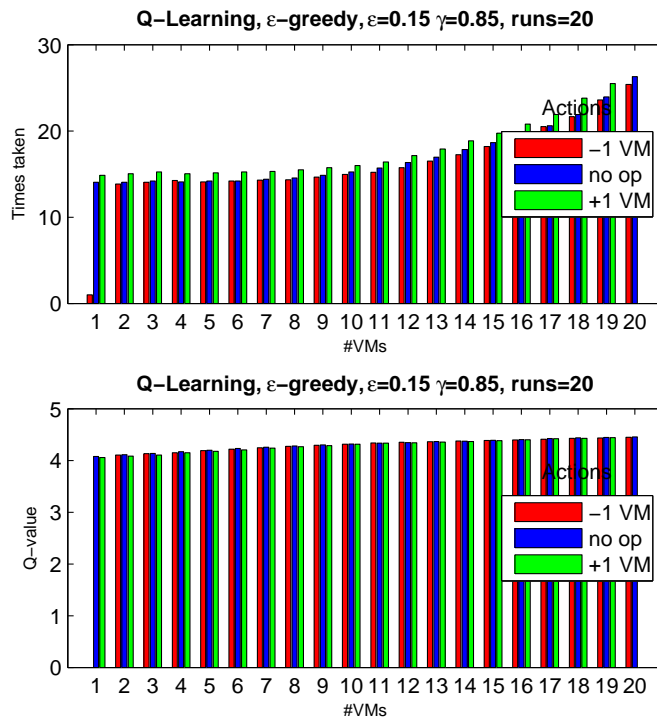 Q−Learning, ε−greedy, ε=0.15 γ=0.85, runs=20
30
20
10
0
Times taken
Actions
−1 VM
no op
+1 VM
1 2 3 4 5 6 7 8 9 10 11 12 13 14 15 16 17 18 19 20
#VMs
Q−Learning, ε−greedy, ε=0.15 γ=0.85, runs=20
5
4
3
2
1
0
Q−value
Actions
−1 VM
no op
+1 VM
1 2 3 4 5 6 7 8 9 10 11 12 13 14 15 16 17 18 19 20
#VMs